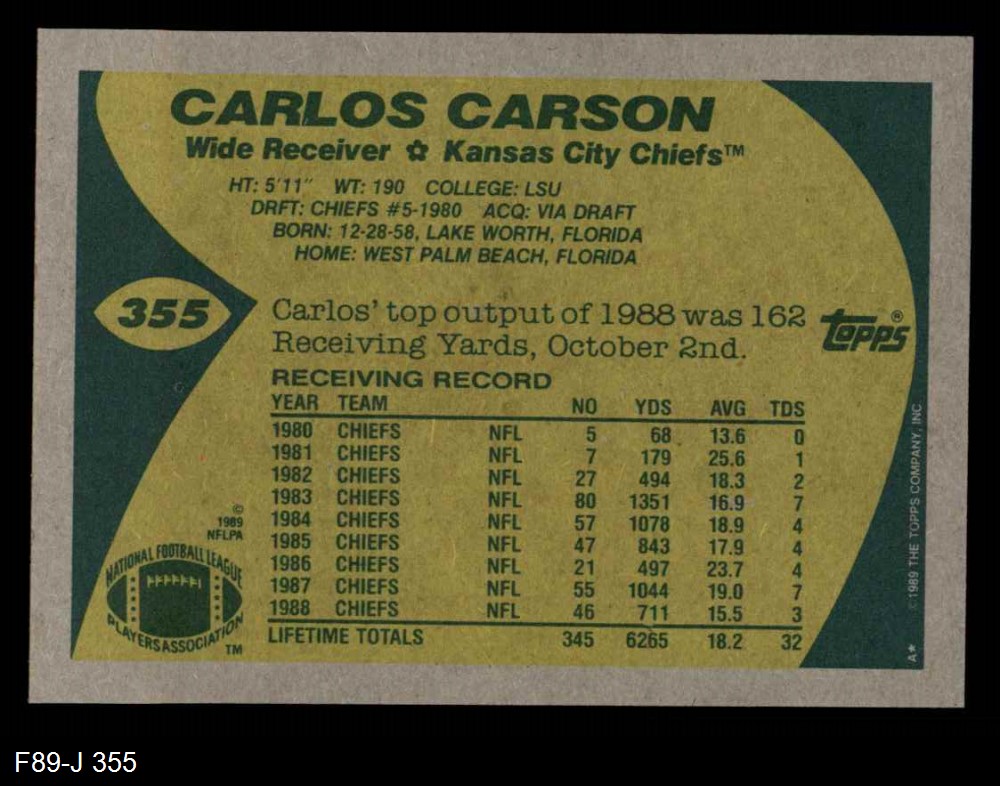 CARLOS CARSON
Wide Receiver ✿ Kansas City Chiefs™
HT: 5'11" WT: 190 COLLEGE: LSU
DRFT: CHIEFS #5-1980 ACQ: VIA DRAFT
BORN: 12-28-58, LAKE WORTH, FLORIDA
HOME: WEST PALM BEACH, FLORIDA
355
Carlos' top output of 1988 was 162
Receiving Yards, October 2nd.
topps®
RECEIVING RECORD
YEAR TEAM NO YDS AVG TDS
1980 CHIEFS NFL 5 68 13.6 0
1981 CHIEFS NFL 7 179 25.6 1
1982 CHIEFS NFL 27 494 18.3 2
1983 CHIEFS NFL 80 1351 16.9 7
1984 CHIEFS NFL 57 1078 18.9 4
1985 CHIEFS NFL 47 843 17.9 4
1986 CHIEFS NFL 21 497 23.7 4
1987 CHIEFS NFL 55 1044 19.0 7
1988 CHIEFS NFL 46 711 15.5 3
LIFETIME TOTALS 345 6265 18.2 32
©
1989
NFLPA
NATIONAL FOOTBALL LEAGUE
PLAYERS ASSOCIATION
TM
A* © 1989 THE TOPPS COMPANY, INC
F89-J 355